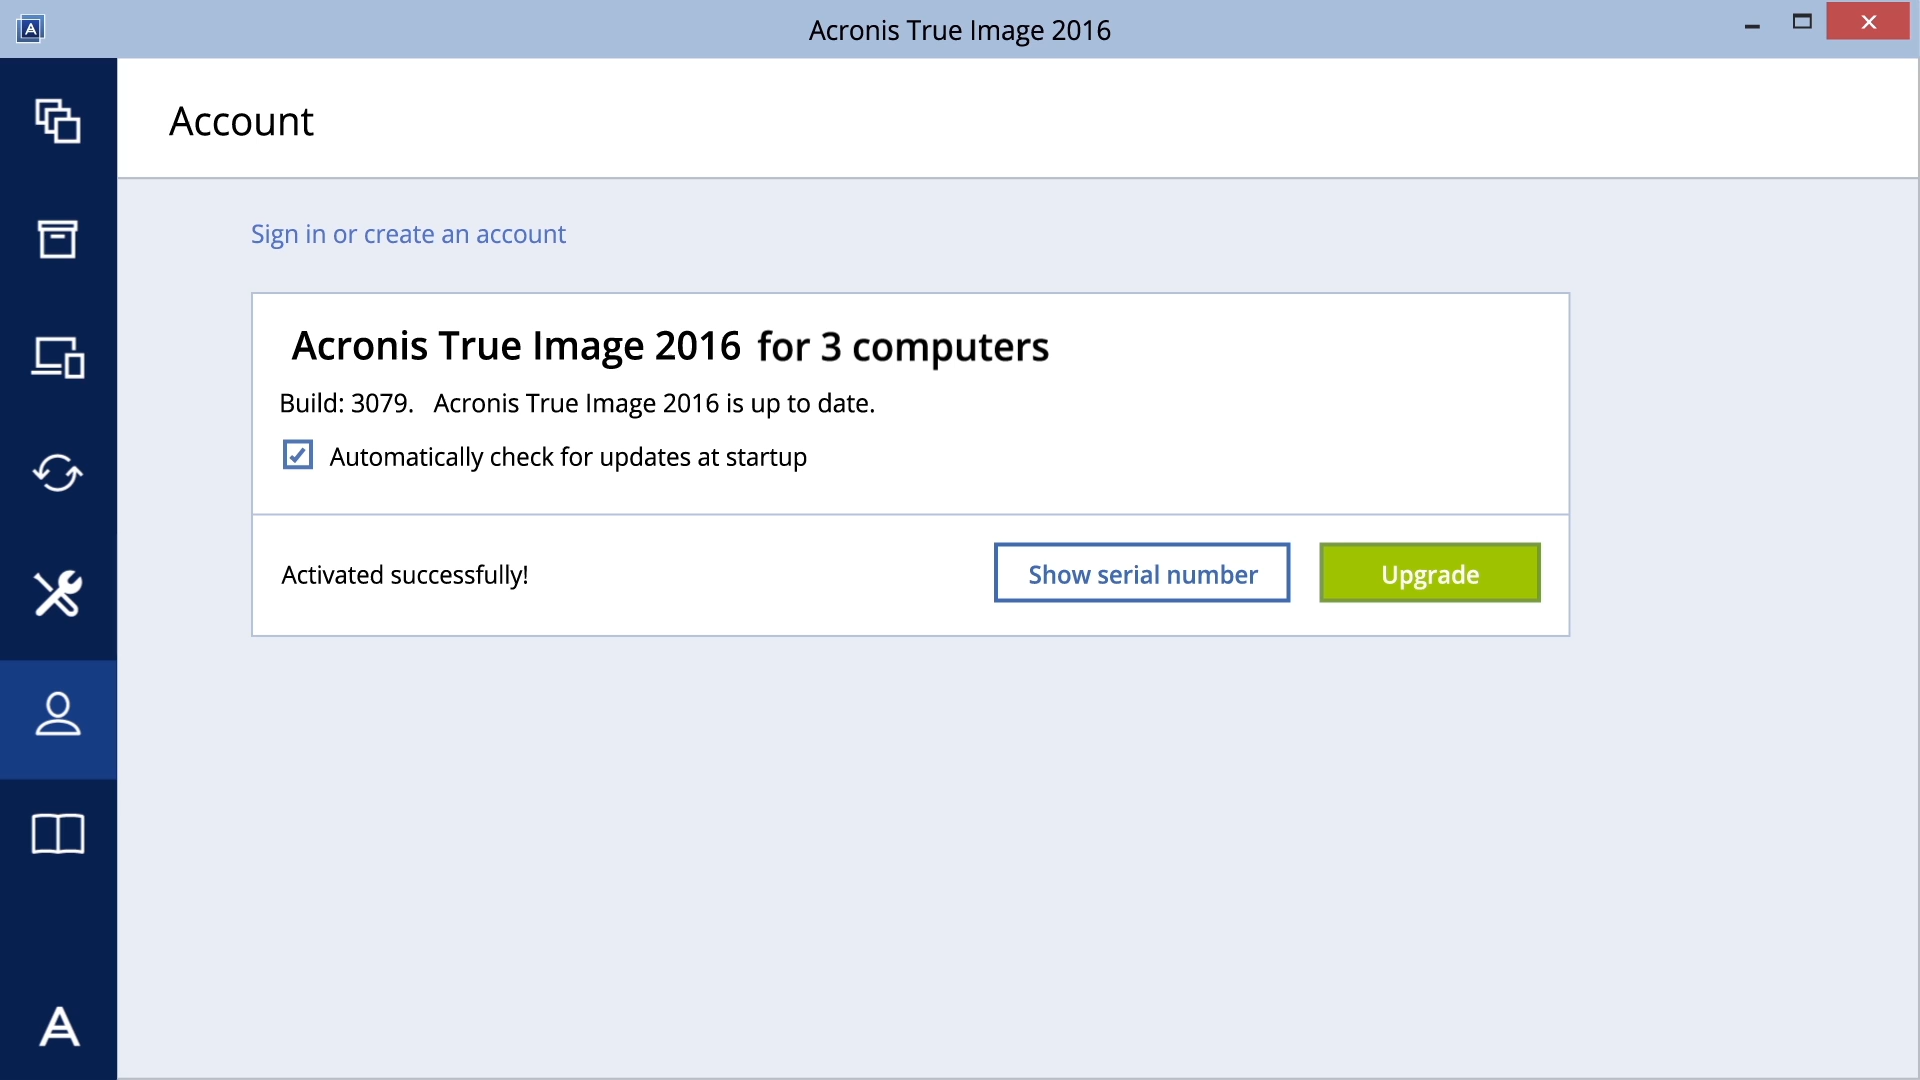 Acronis True Image 2016
Account
Sign in or create an account
Acronis True Image 2016 for 3 computers
Build: 3079. Acronis True Image 2016 is up to date.
Automatically check for updates at startup
Activated successfully!
Show serial number
Upgrade